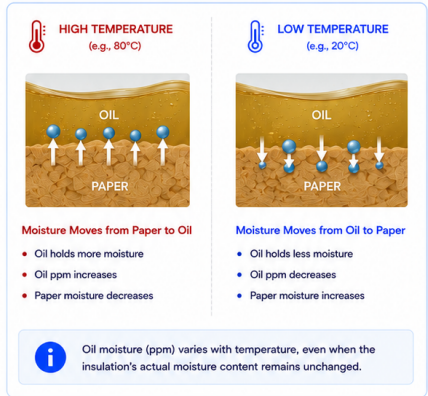 HIGH TEMPERATURE
(e.g., 80°C)
OIL
PAPER
Moisture Moves from Paper to Oil
Oil holds more moisture
Oil ppm increases
Paper moisture decreases
LOW TEMPERATURE
(e.g., 20°C)
OIL
PAPER
Moisture Moves from Oil to Paper
Oil holds less moisture
Oil ppm decreases
Paper moisture increases
Oil moisture (ppm) varies with temperature, even when the
insulation's actual moisture content remains unchanged.